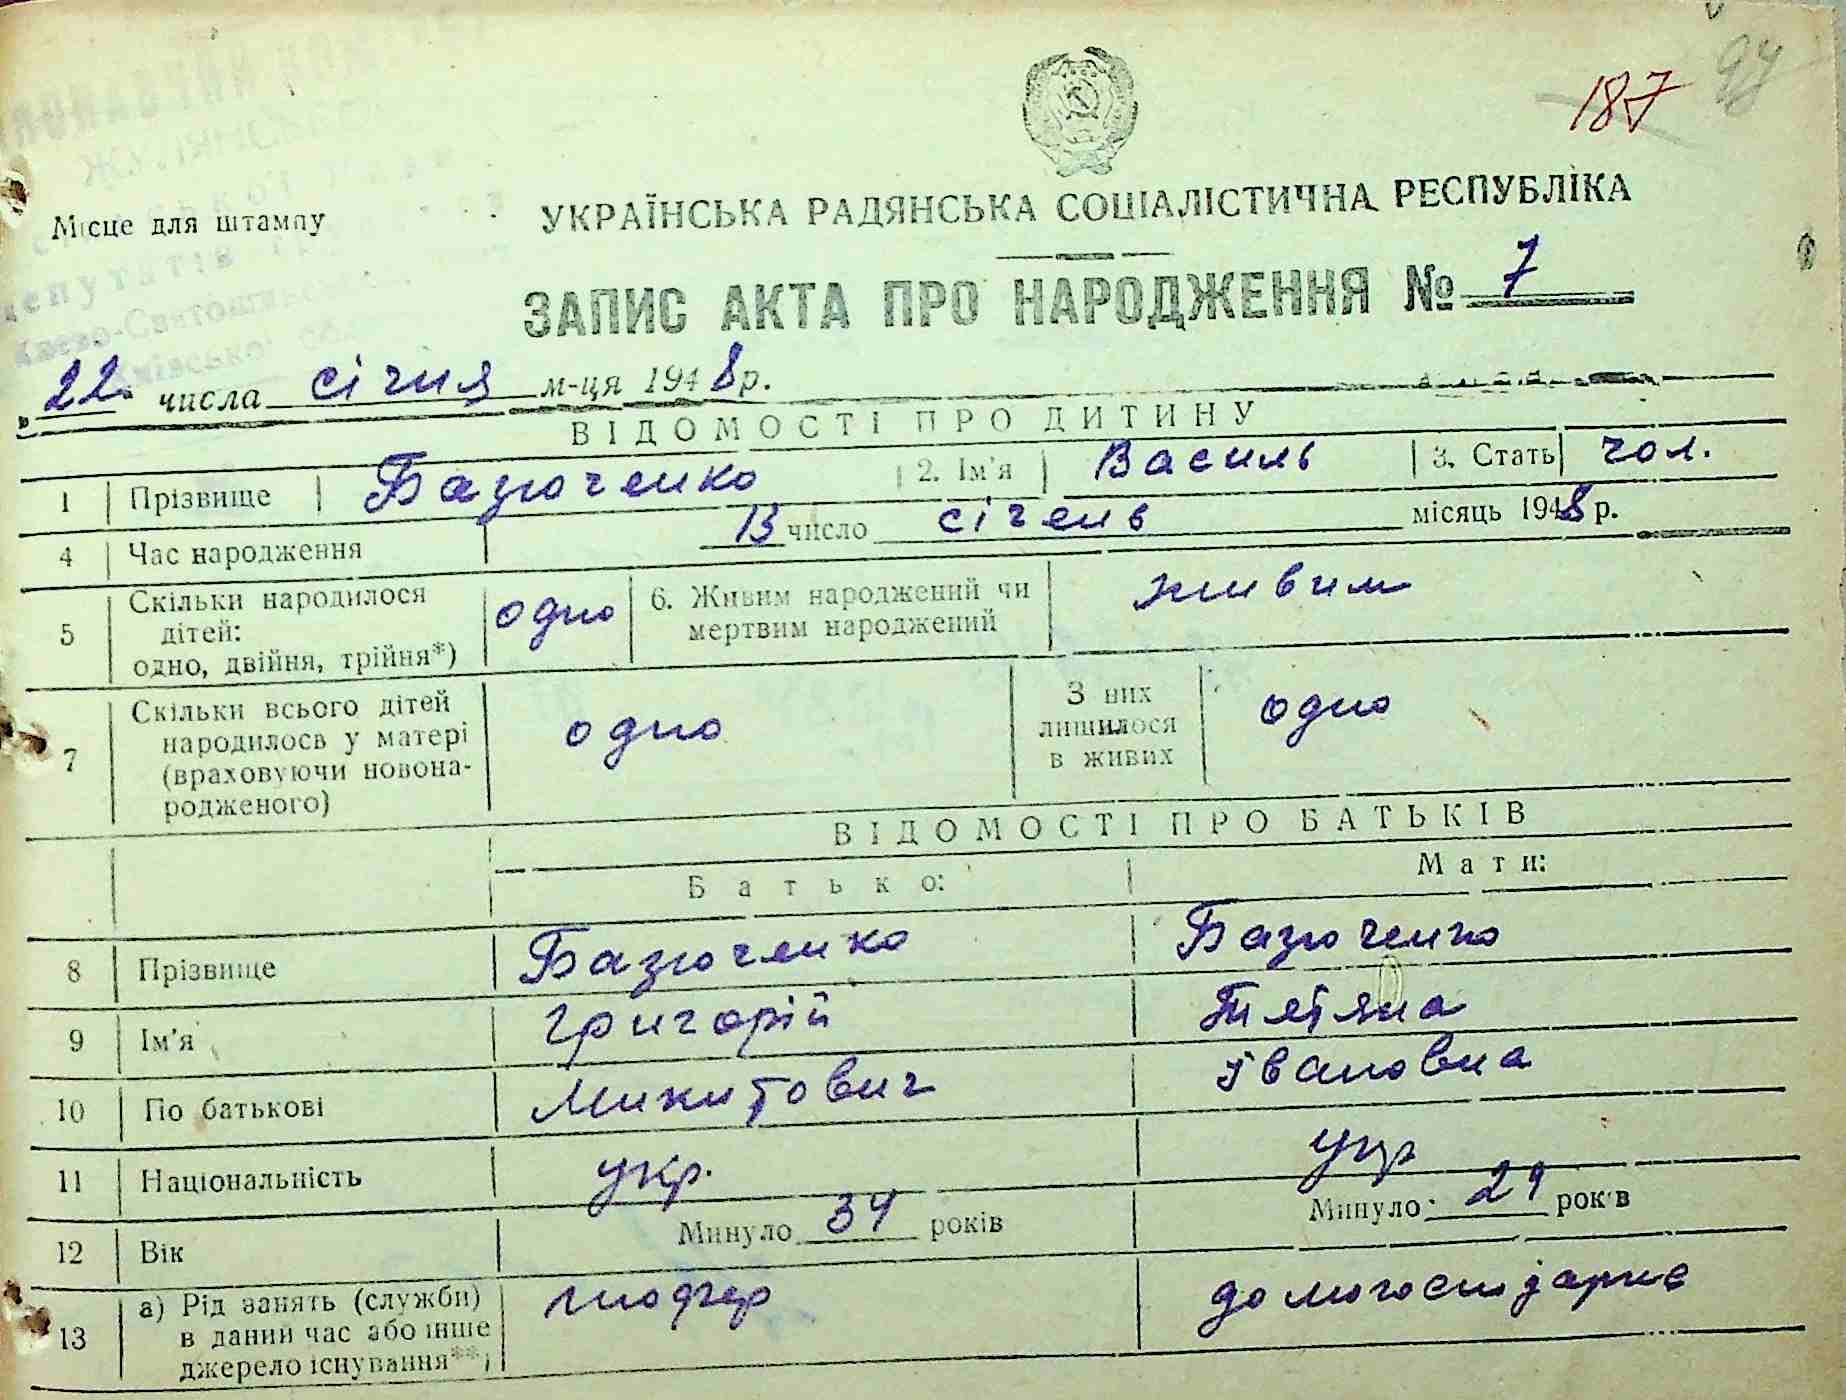 187 94
Місце для штампу
УКРАЇНСЬКА РАДЯНСЬКА СОЦІАЛІСТИЧНА РЕСПУБЛІКА
ЗАПИС АКТА ПРО НАРОДЖЕННЯ № 7
депутатів
Києво-Святошинс
" 22 " числа січня м-ця 1948 р.
ВІДОМОСТІ ПРО ДИТИНУ
1 Прізвище Базюченко 2. Ім'я Василь 3. Стать чол.
4 Час народження 13 число січень місяць 1948 р.
5 Скільки народилося дітей: одно, двійня, трійня*) одно 6. Живим народжений чи мертвим народжений живим
7 Скільки всього дітей народилось у матері (враховуючи новонародженого) одно З них лишилося в живих одно
ВІДОМОСТІ ПРО БАТЬКІВ
Батько: Мати:
8 Прізвище Базюченко Базюченко
9 Ім'я Григорій Тетяна
10 По батькові Микитович Івановна
11 Національність укр. укр
12 Вік Минуло 34 років Минуло 29 років
13 а) Рід занять (служби) в даний час або інше джерело існування**) шофер домогосподарка